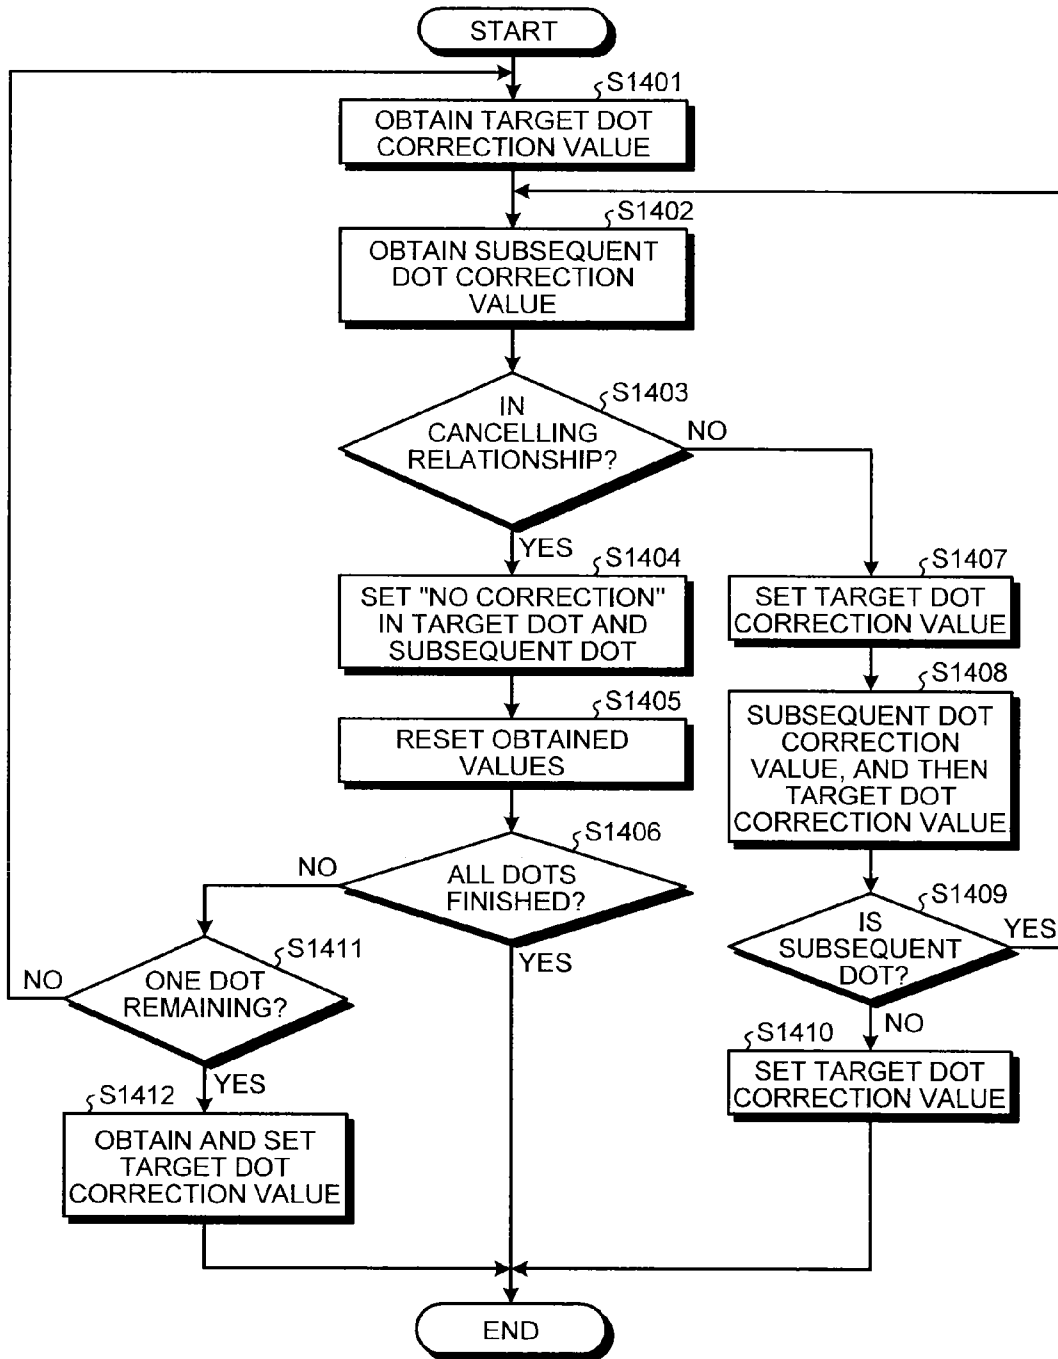 START
S1401
OBTAIN TARGET DOT
CORRECTION VALUE
S1402
OBTAIN SUBSEQUENT
DOT CORRECTION
VALUE
S1403
IN
CANCELLING
RELATIONSHIP?
NO
YES
S1404
SET "NO CORRECTION"
IN TARGET DOT AND
SUBSEQUENT DOT
S1405
RESET OBTAINED
VALUES
S1406
ALL DOTS
FINISHED?
NO
YES
S1407
SET TARGET DOT
CORRECTION VALUE
S1408
SUBSEQUENT DOT
CORRECTION
VALUE, AND THEN
TARGET DOT
CORRECTION VALUE
S1409
IS
SUBSEQUENT
DOT?
YES
NO
S1410
SET TARGET DOT
CORRECTION VALUE
S1411
ONE DOT
REMAINING?
NO
YES
S1412
OBTAIN AND SET
TARGET DOT
CORRECTION VALUE
END